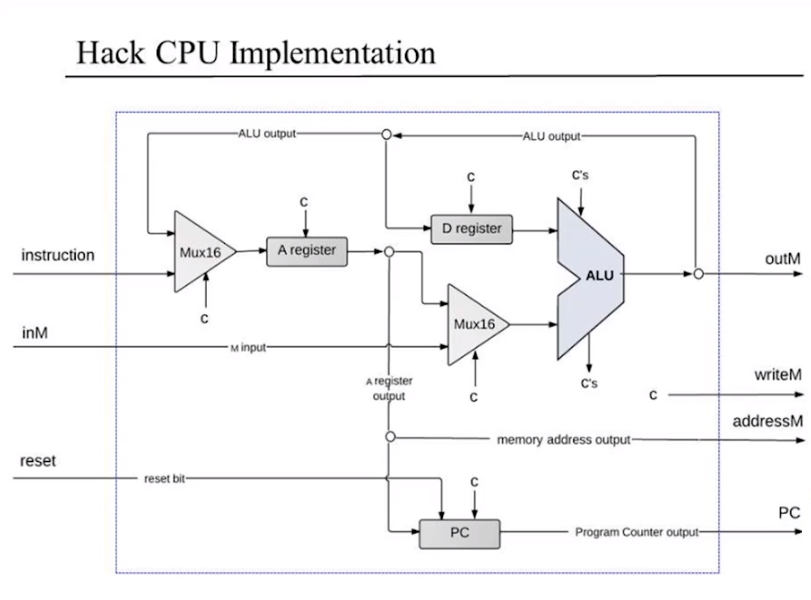 Hack CPU Implementation
ALU output
ALU output
c
c
c's
D register
instruction
Mux16
A register
ALU
outM
c
Mux16
inM
M input
A register
output
c
c's
c
writeM
addressM
memory address output
reset
reset bit
c
PC
Program Counter output
PC